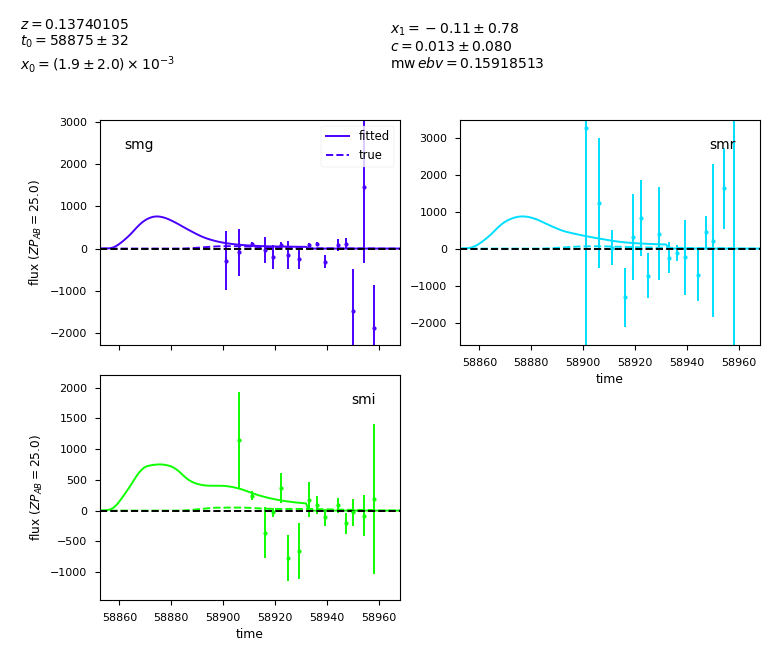 z = 0.13740105
t₀ = 58875 ± 32
x₀ = (1.9 ± 2.0) × 10⁻³
x₁ = −0.11 ± 0.78
c = 0.013 ± 0.080
mw ebv = 0.15918513
smg
fitted
true
3000
2000
1000
0
−1000
−2000
flux (ZP_AB = 25.0)
smr
3000
2000
1000
0
−1000
−2000
58860 58880 58900 58920 58940 58960
time
smi
2000
1500
1000
500
0
−500
−1000
flux (ZP_AB = 25.0)
58860 58880 58900 58920 58940 58960
time